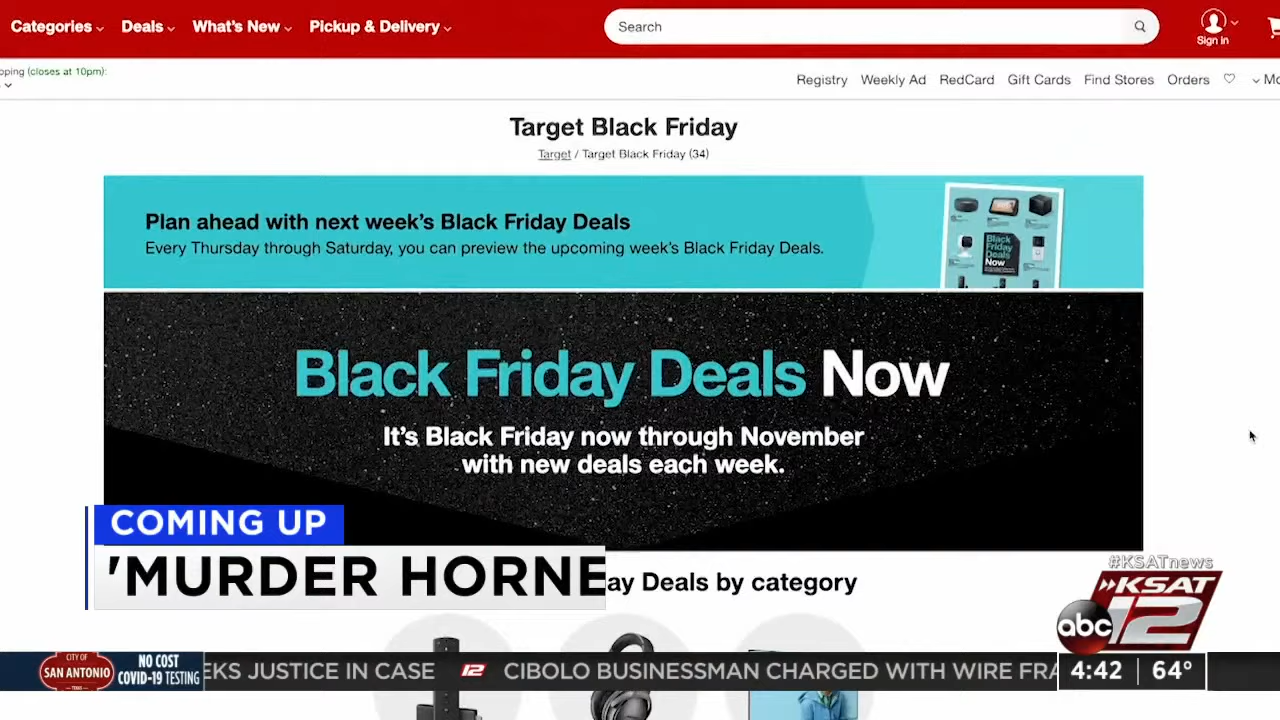 Categories Deals What's New Pickup & Delivery Search Sign in
pping (closes at 10pm):
Registry Weekly Ad RedCard Gift Cards Find Stores Orders Mo
Target Black Friday
Target / Target Black Friday (34)
Plan ahead with next week's Black Friday Deals
Every Thursday through Saturday, you can preview the upcoming week's Black Friday Deals.
Black
Friday
Deals
Now
Black Friday Deals Now
It's Black Friday now through November
with new deals each week.
COMING UP
'MURDER HORNE
ay Deals by category
#KSATnews
KSAT
abc 12
CITY OF
SAN ANTONIO
TEXAS
NO COST
COVID-19 TESTING
EKS JUSTICE IN CASE 12 CIBOLO BUSINESSMAN CHARGED WITH WIRE FRA
4:42 64°